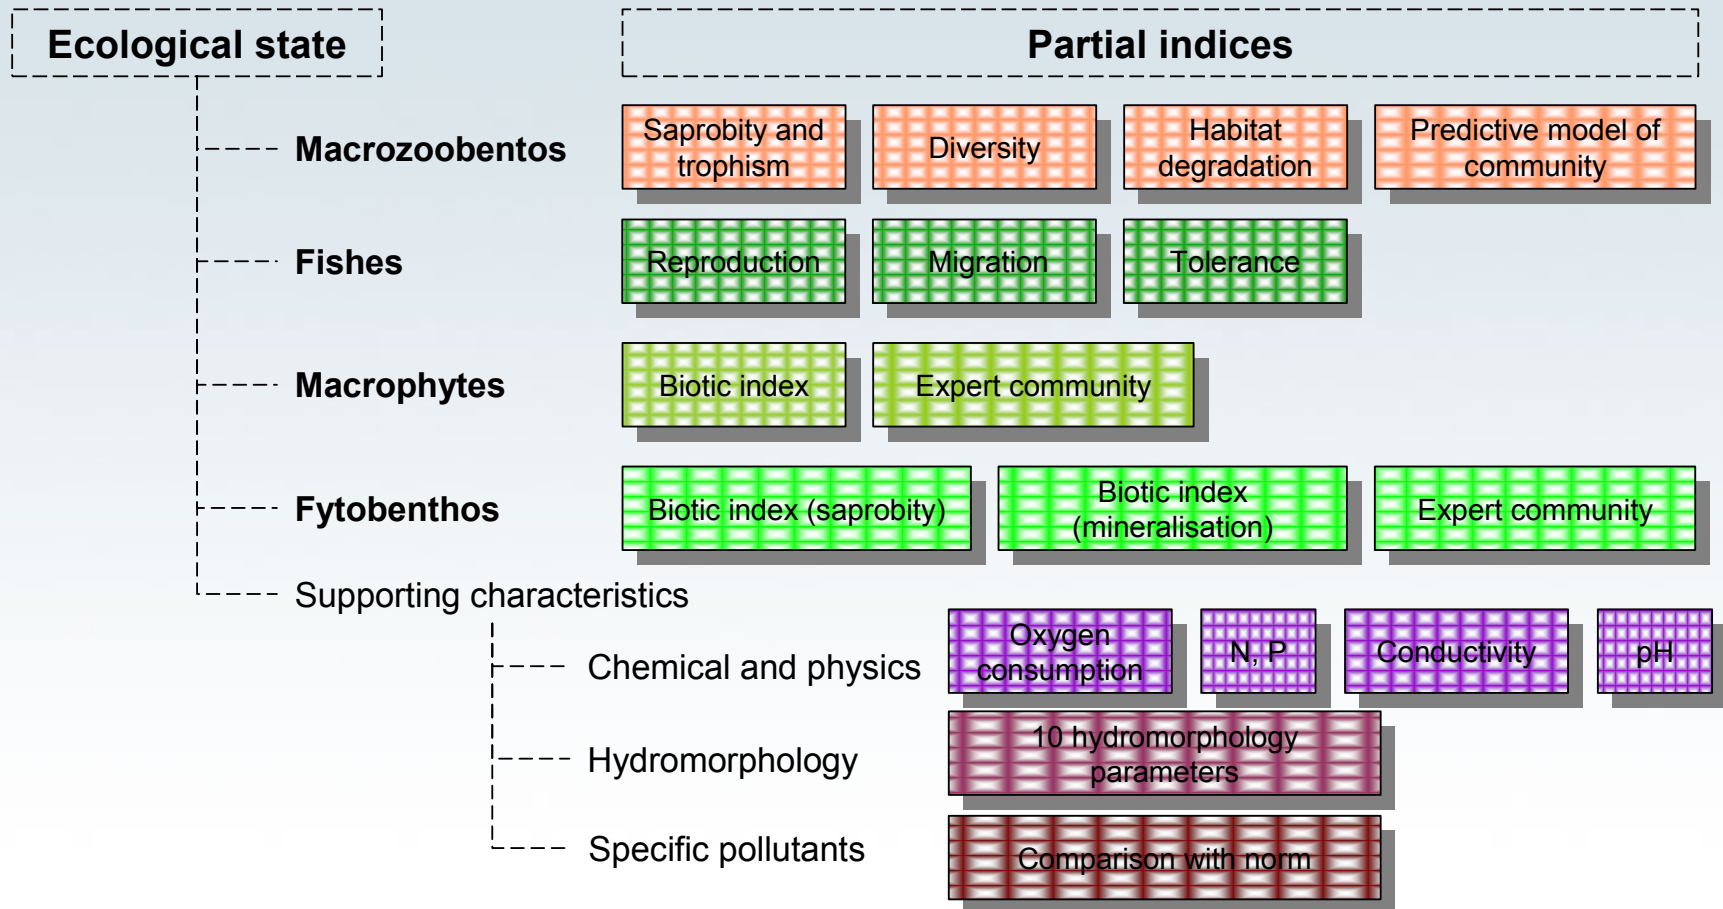 Ecological state
Partial indices
Macrozoobentos
Saprobity and
trophism
Diversity
Habitat
degradation
Predictive model of
community
Fishes
Reproduction
Migration
Tolerance
Macrophytes
Biotic index
Expert community
Fytobenthos
Biotic index (saprobity)
Biotic index
(mineralisation)
Expert community
Supporting characteristics
Chemical and physics
Oxygen
consumption
N, P
Conductivity
pH
Hydromorphology
10 hydromorphology
parameters
Specific pollutants
Comparison with norm